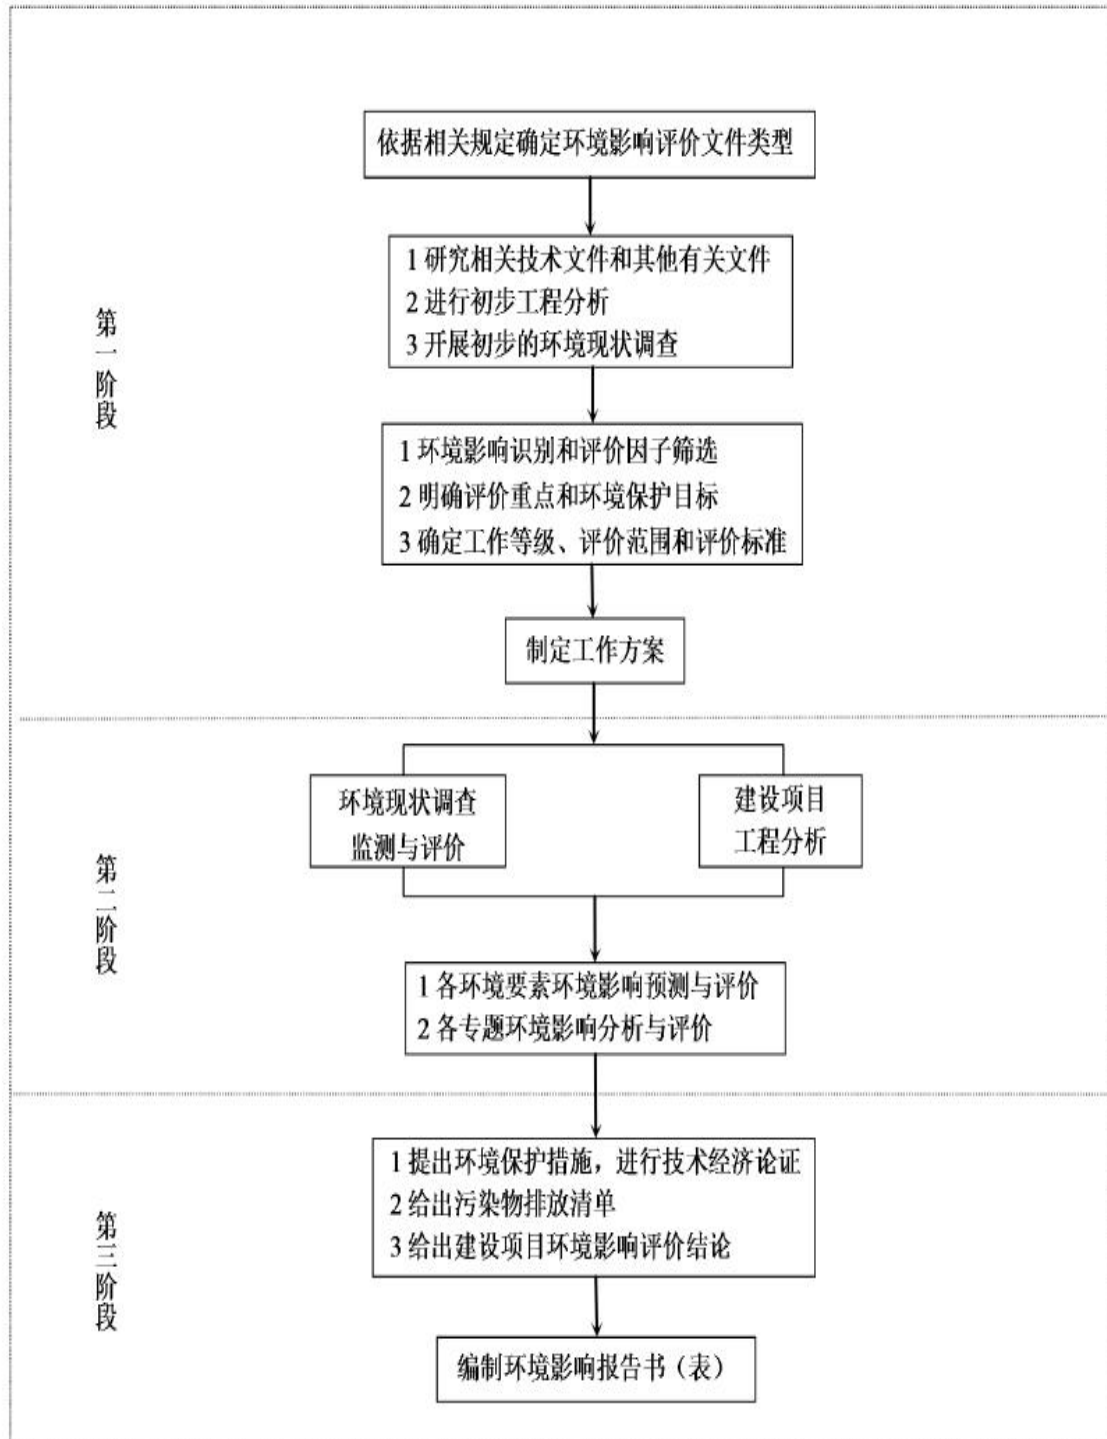 依据相关规定确定环境影响评价文件类型
1 研究相关技术文件和其他有关文件
2 进行初步工程分析
3 开展初步的环境现状调查
第一阶段
1 环境影响识别和评价因子筛选
2 明确评价重点和环境保护目标
3 确定工作等级、评价范围和评价标准
制定工作方案
环境现状调查
监测与评价
建设项目
工程分析
第二阶段
1 各环境要素环境影响预测与评价
2 各专题环境影响分析与评价
1 提出环境保护措施，进行技术经济论证
2 给出污染物排放清单
3 给出建设项目环境影响评价结论
第三阶段
编制环境影响报告书（表）